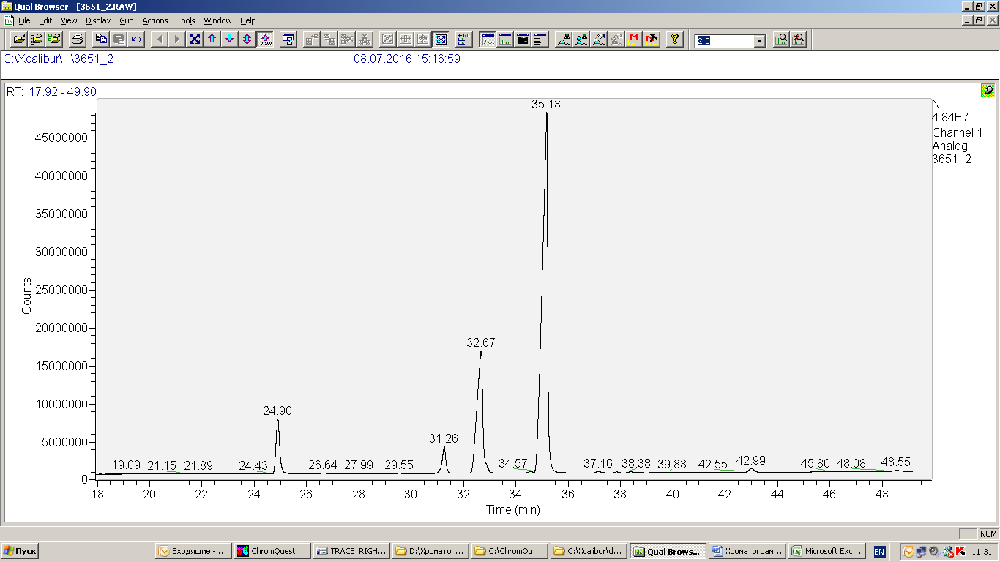 Qual Browser - [3651_2.RAW]
File Edit View Display Grid Actions Tools Window Help
2.0
C:\Xcalibur\...\3651_2 08.07.2016 15:16:59
RT: 17.92 - 49.90
NL:
4.84E7
Channel 1
Analog
3651_2
35.18
45000000
40000000
35000000
30000000
25000000
20000000
15000000
10000000
5000000
0
Counts
32.67
24.90
31.26
19.09 21.15 21.89 24.43 26.64 27.99 29.55 34.57 37.16 38.38 39.88 42.55 42.99 45.80 48.08 48.55
18 20 22 24 26 28 30 32 34 36 38 40 42 44 46 48
Time (min)
NUM
Пуск Входящие - ... ChromQuest ... TRACE_RIGH... D:\Хроматог... C:\ChromQu... C:\Xcalibur\d... Qual Brows... Хроматограм... Microsoft Exc... EN 11:31